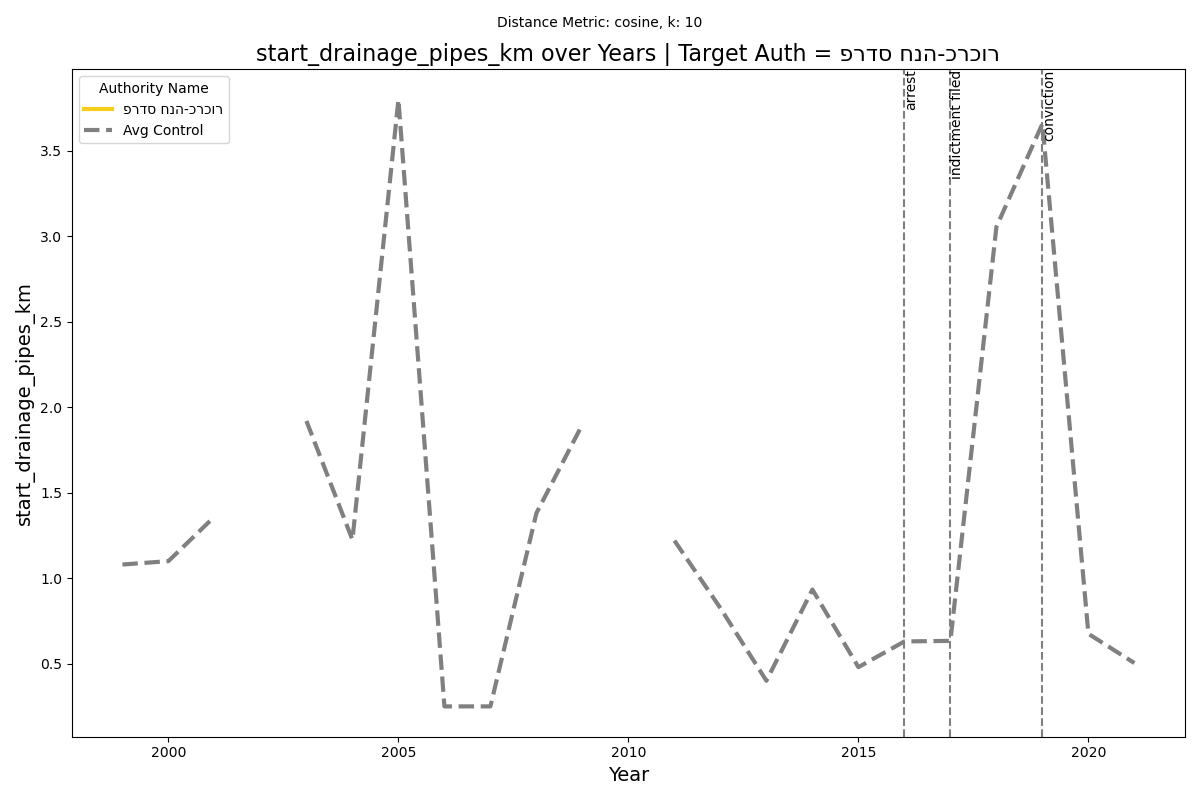 Distance Metric: cosine, k: 10
start_drainage_pipes_km over Years | Target Auth = פרדס חנה-כרכור
Authority Name
פרדס חנה-כרכור
Avg Control
arrest
indictment filed
conviction
3.5
3.0
2.5
2.0
1.5
1.0
0.5
start_drainage_pipes_km
2000
2005
2010
2015
2020
Year